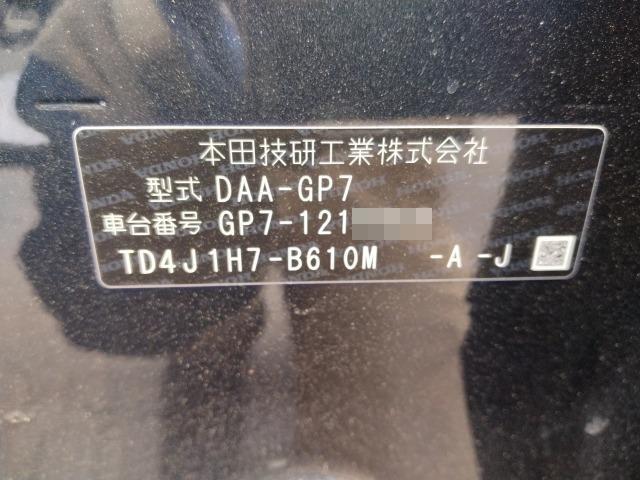 本田技研工業株式会社
型式 DAA-GP7
車台番号 GP7-121
TD4J1H7-B610M -A -J